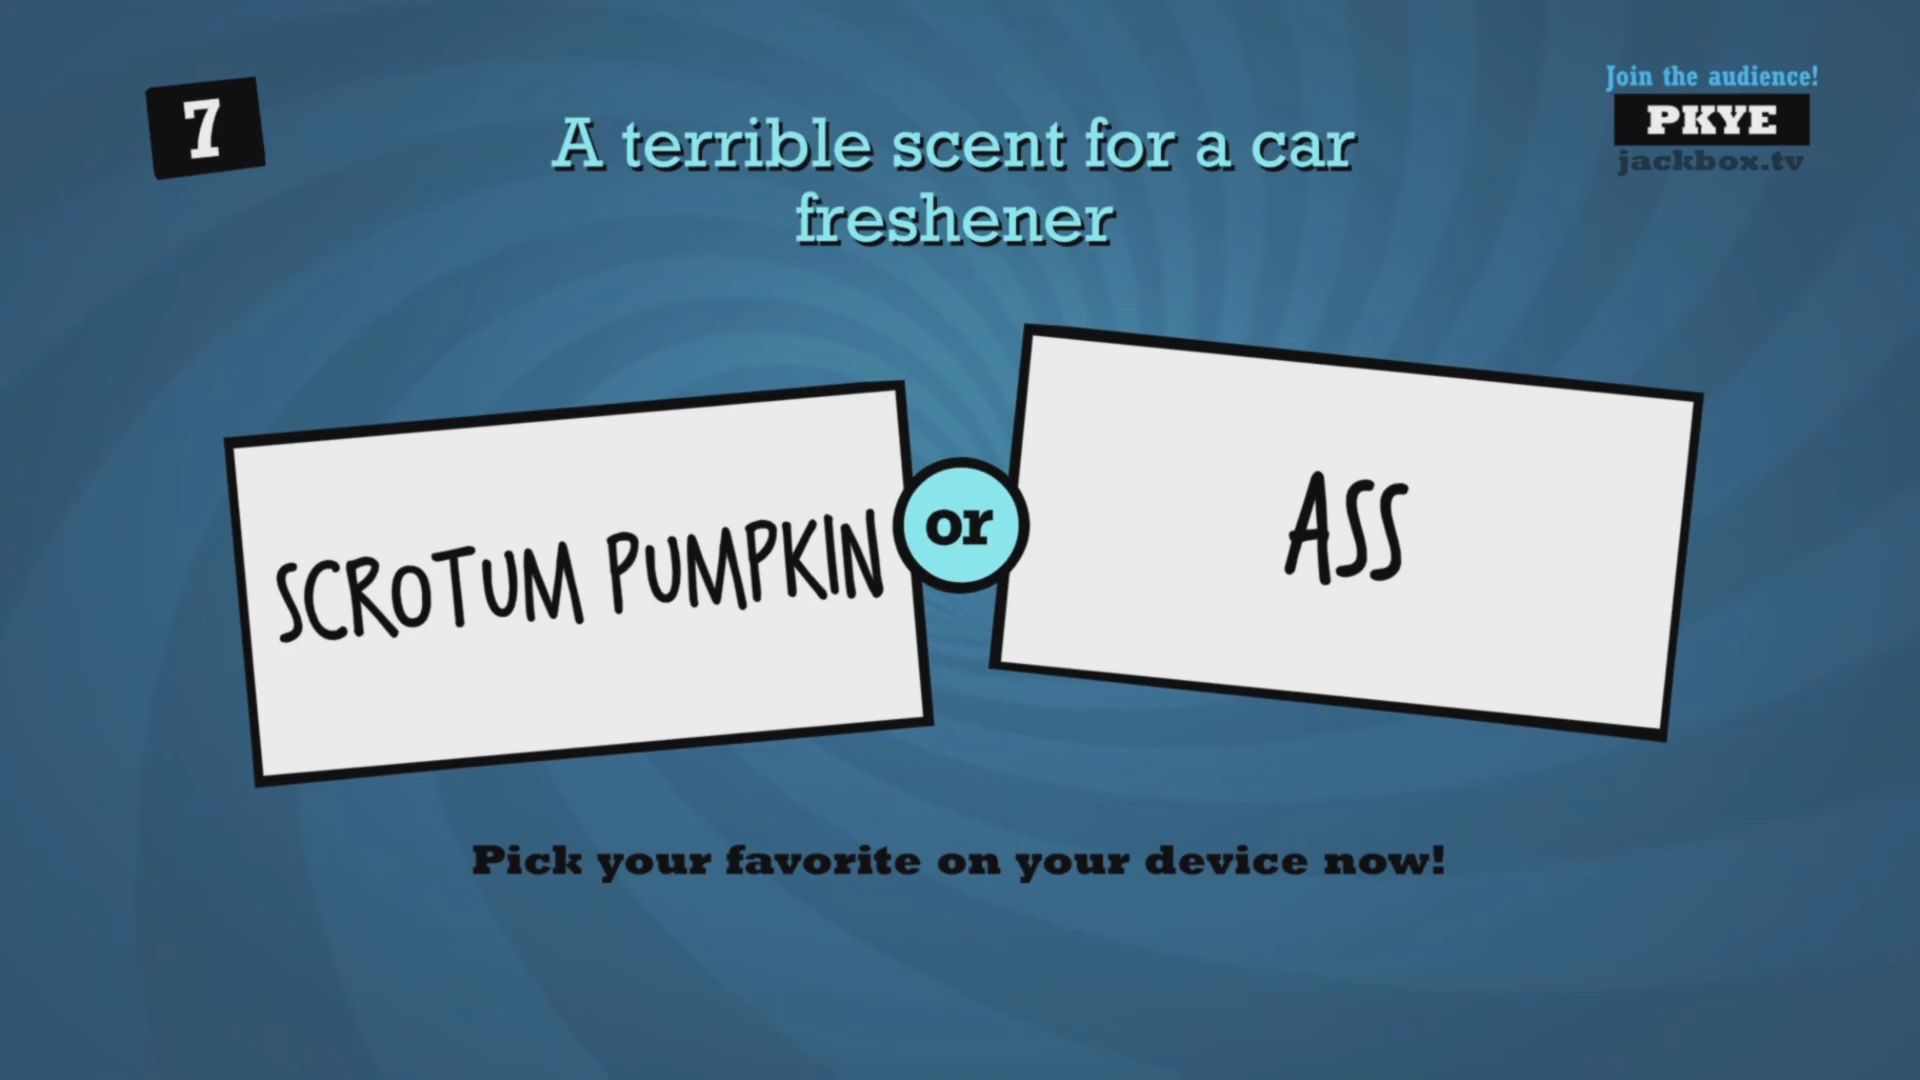 7
Join the audience!
PKYE
jackbox.tv
A terrible scent for a car
freshener
SCROTUM PUMPKIN
or
ASS
Pick your favorite on your device now!